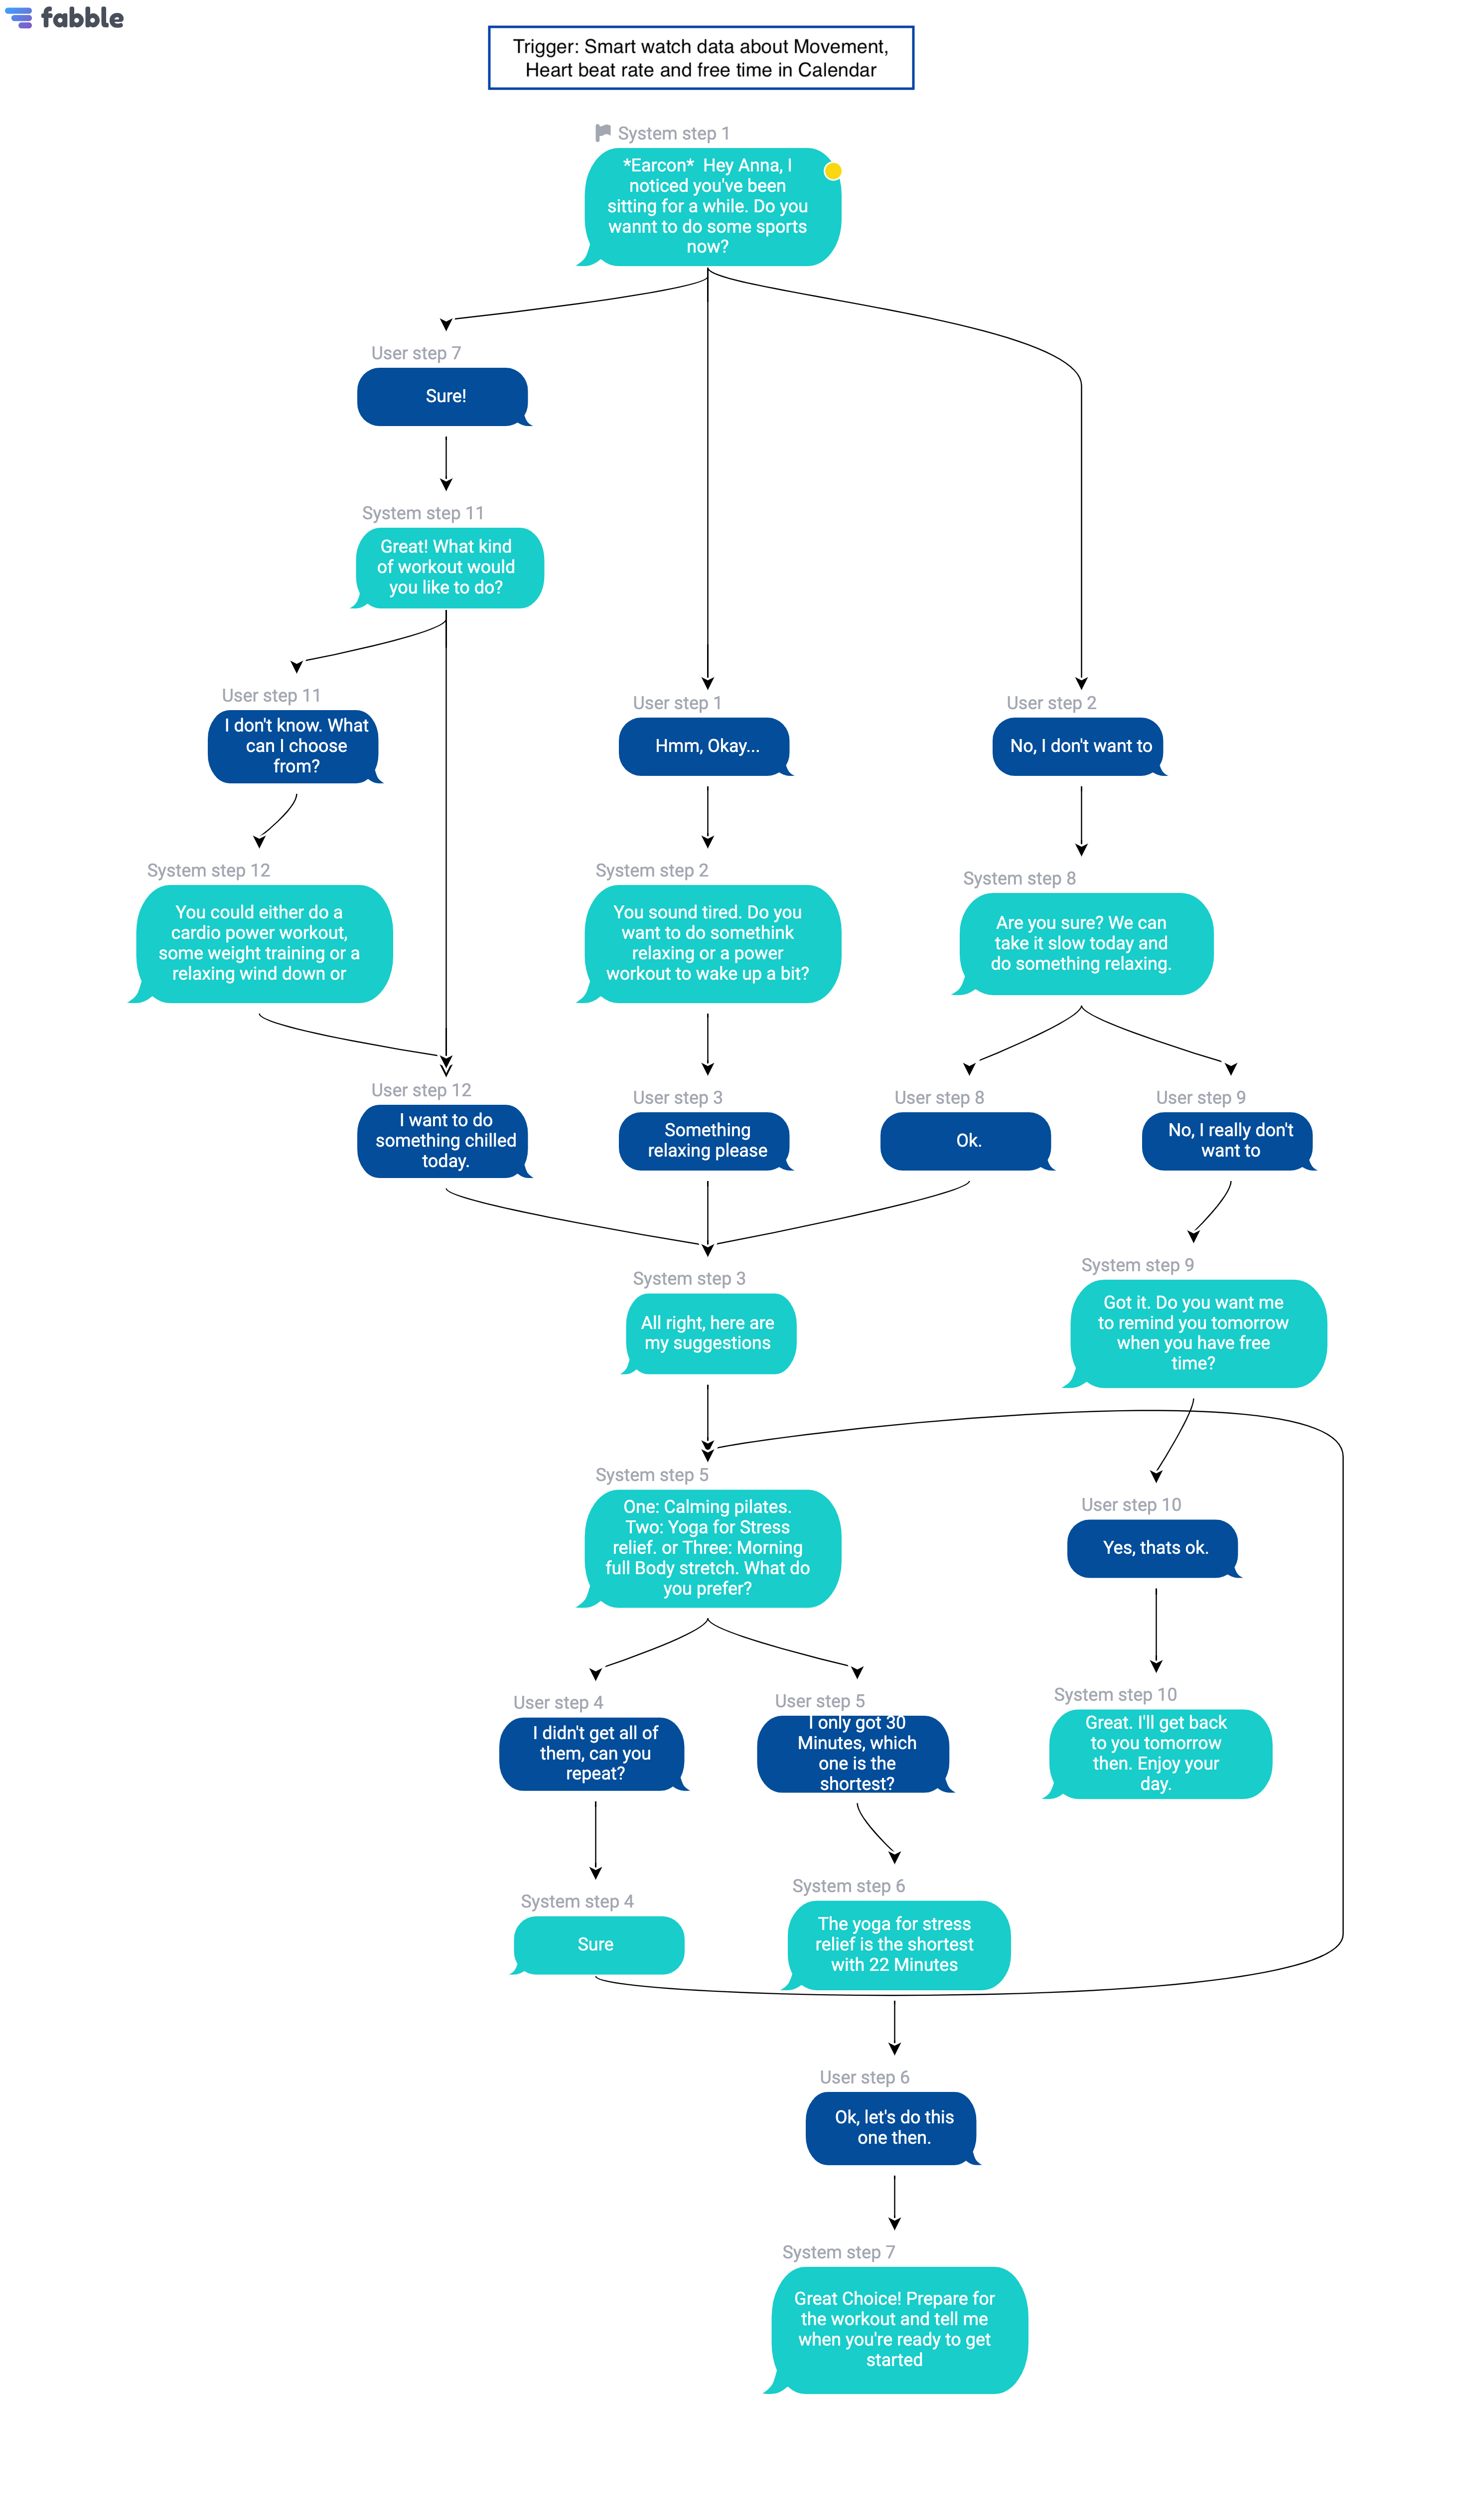 fabble
Trigger: Smart watch data about Movement,
Heart beat rate and free time in Calendar
System step 1
*Earcon* Hey Anna, I
noticed you've been
sitting for a while. Do you
wannt to do some sports
now?
User step 7
Sure!
System step 11
Great! What kind
of workout would
you like to do?
User step 11
I don't know. What
can I choose
from?
User step 1
Hmm, Okay...
User step 2
No, I don't want to
System step 12
You could either do a
cardio power workout,
some weight training or a
relaxing wind down or
System step 2
You sound tired. Do you
want to do somethink
relaxing or a power
workout to wake up a bit?
System step 8
Are you sure? We can
take it slow today and
do something relaxing.
User step 12
I want to do
something chilled
today.
User step 3
Something
relaxing please
User step 8
Ok.
User step 9
No, I really don't
want to
System step 3
All right, here are
my suggestions
System step 9
Got it. Do you want me
to remind you tomorrow
when you have free
time?
System step 5
One: Calming pilates.
Two: Yoga for Stress
relief. or Three: Morning
full Body stretch. What do
you prefer?
User step 10
Yes, thats ok.
User step 4
I didn't get all of
them, can you
repeat?
User step 5
I only got 30
Minutes, which
one is the
shortest?
System step 10
Great. I'll get back
to you tomorrow
then. Enjoy your
day.
System step 4
Sure
System step 6
The yoga for stress
relief is the shortest
with 22 Minutes
User step 6
Ok, let's do this
one then.
System step 7
Great Choice! Prepare for
the workout and tell me
when you're ready to get
started